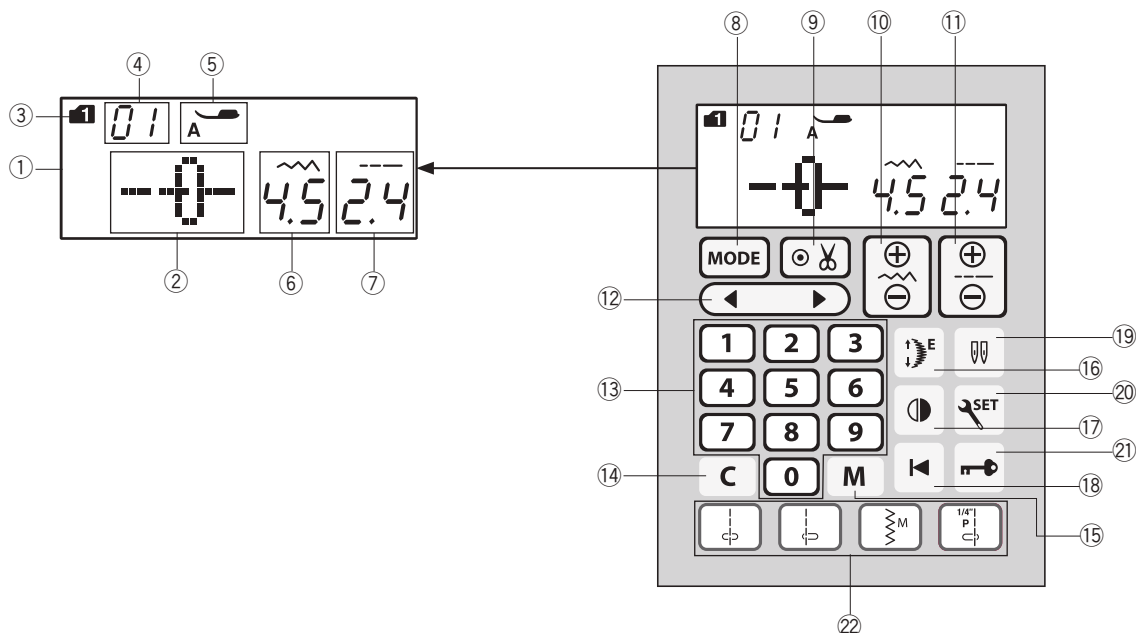 ⑧ ⑨ ⑩ ⑪
④ ⑤
③ 1 01 A
①
4.5 2.4
② ⑥ ⑦
1 01 A
4.5 2.4
MODE
⑫
1 2 3 E ⑲
⑯
⑬ 4 5 6 SET ⑳
⑰
7 8 9
㉑
⑭ C 0 M
⑱
M 1/4" P ⑮
㉒